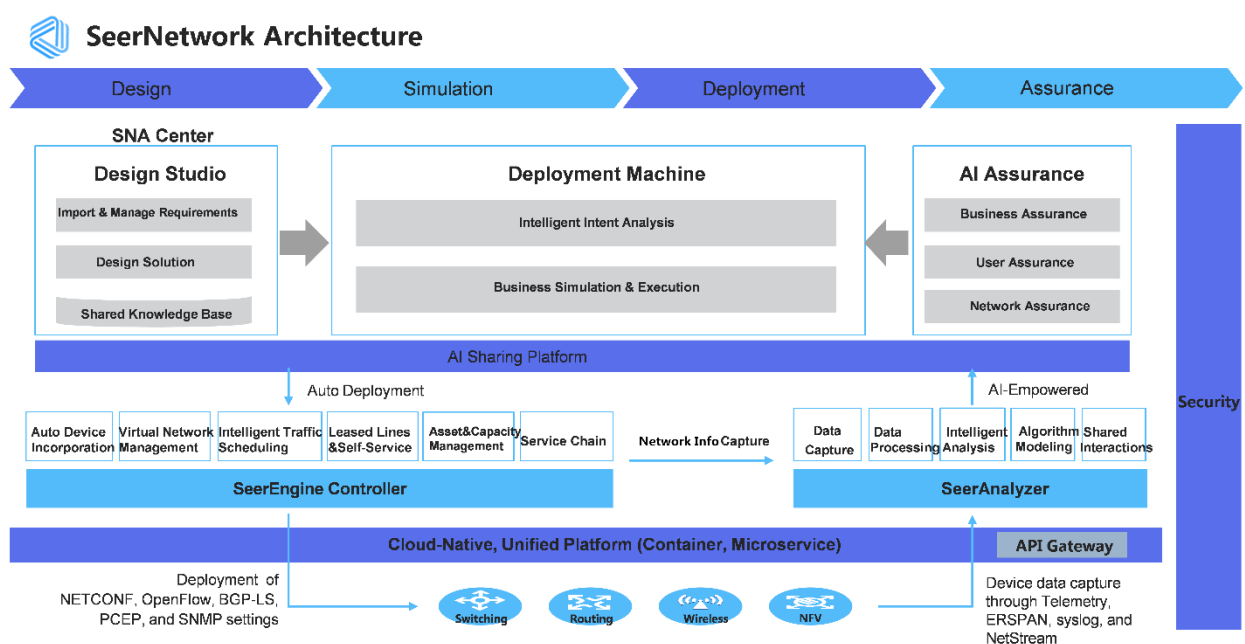 SeerNetwork Architecture
Design
Simulation
Deployment
Assurance
SNA Center
Design Studio
Import & Manage Requirements
Design Solution
Shared Knowledge Base
Deployment Machine
Intelligent Intent Analysis
Business Simulation & Execution
AI Assurance
Business Assurance
User Assurance
Network Assurance
Security
AI Sharing Platform
Auto Deployment
AI-Empowered
Auto Device
Incorporation
Virtual Network
Management
Intelligent Traffic
Scheduling
Leased Lines
&Self-Service
Asset&Capacity
Management
Service Chain
SeerEngine Controller
Network Info Capture
Data
Capture
Data
Processing
Intelligent
Analysis
Algorithm
Modeling
Shared
Interactions
SeerAnalyzer
Cloud-Native, Unified Platform (Container, Microservice)
API Gateway
Deployment of
NETCONF, OpenFlow, BGP-LS,
PCEP, and SNMP settings
Switching
Routing
Wireless
NFV
Device data capture
through Telemetry,
ERSPAN, syslog, and
NetStream